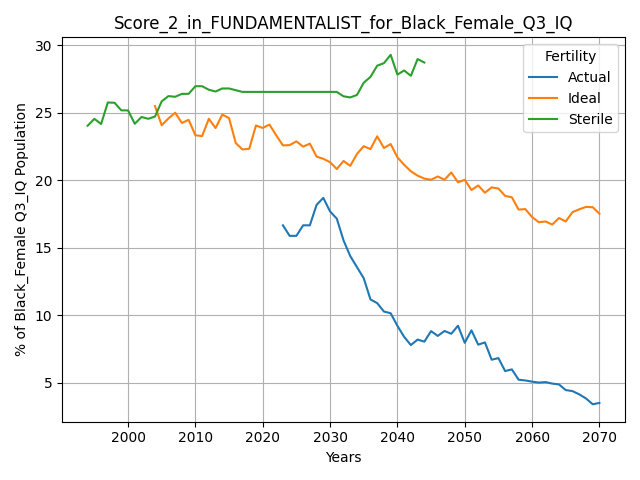 Score_2_in_FUNDAMENTALIST_for_Black_Female_Q3_IQ
Fertility
Actual
Ideal
Sterile
% of Black_Female Q3_IQ Population
30
25
20
15
10
5
2000 2010 2020 2030 2040 2050 2060 2070
Years